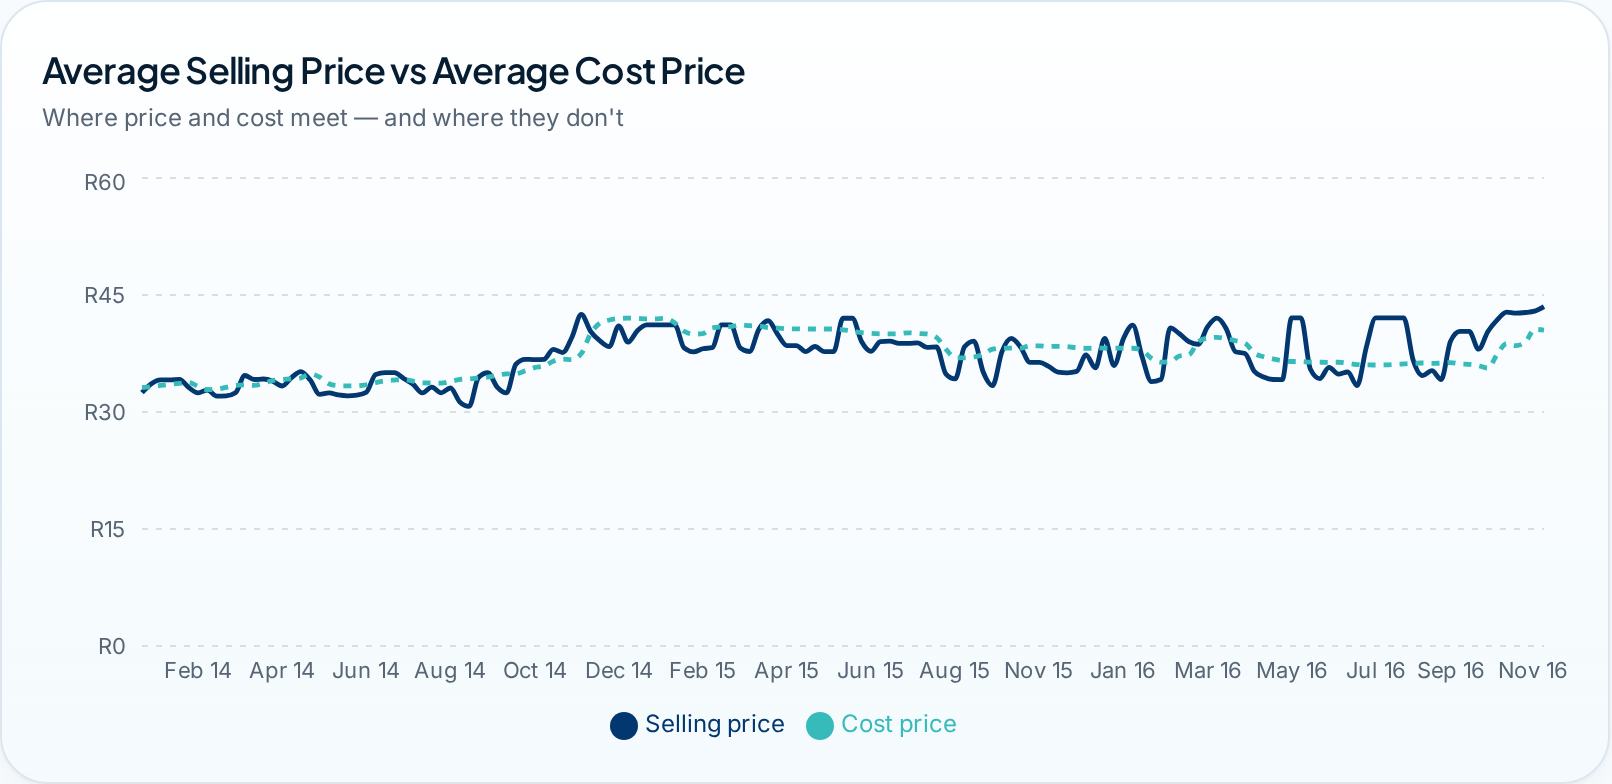 Average Selling Price vs Average Cost Price
Where price and cost meet — and where they don't
R60
R45
R30
R15
R0
Feb 14 Apr 14 Jun 14 Aug 14 Oct 14 Dec 14 Feb 15 Apr 15 Jun 15 Aug 15 Nov 15 Jan 16 Mar 16 May 16 Jul 16 Sep 16 Nov 16
Selling price Cost price